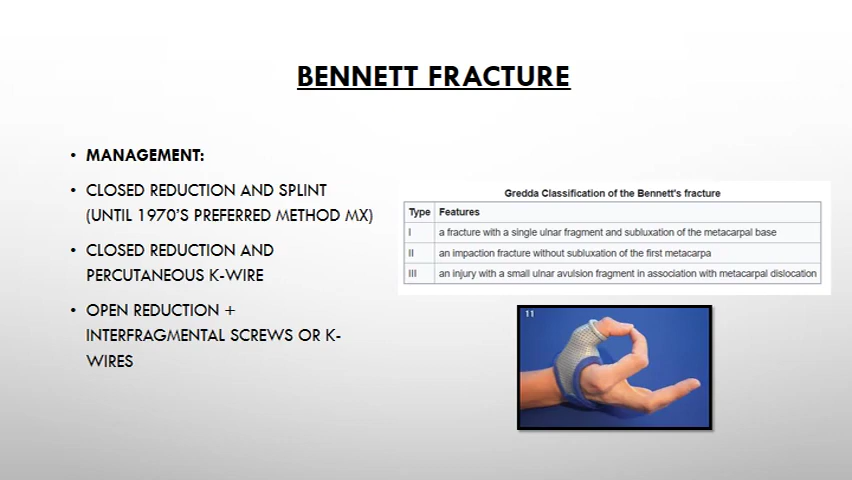 BENNETT FRACTURE
• MANAGEMENT:
• CLOSED REDUCTION AND SPLINT
(UNTIL 1970'S PREFERRED METHOD MX)
• CLOSED REDUCTION AND
PERCUTANEOUS K-WIRE
• OPEN REDUCTION +
INTERFRAGMENTAL SCREWS OR K-
WIRES
Gredda Classification of the Bennett's fracture
Type Features
I a fracture with a single ulnar fragment and subluxation of the metacarpal base
II an impaction fracture without subluxation of the first metacarpa
III an injury with a small ulnar avulsion fragment in association with metacarpal dislocation
11